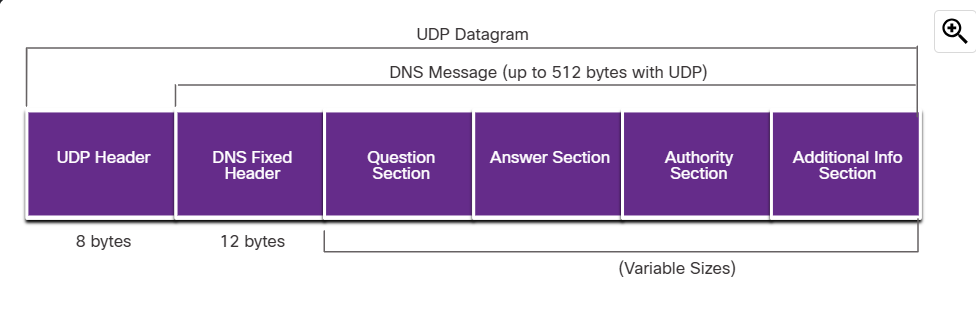 UDP Datagram
DNS Message (up to 512 bytes with UDP)
UDP Header
DNS Fixed
Header
Question
Section
Answer Section
Authority
Section
Additional Info
Section
8 bytes
12 bytes
(Variable Sizes)